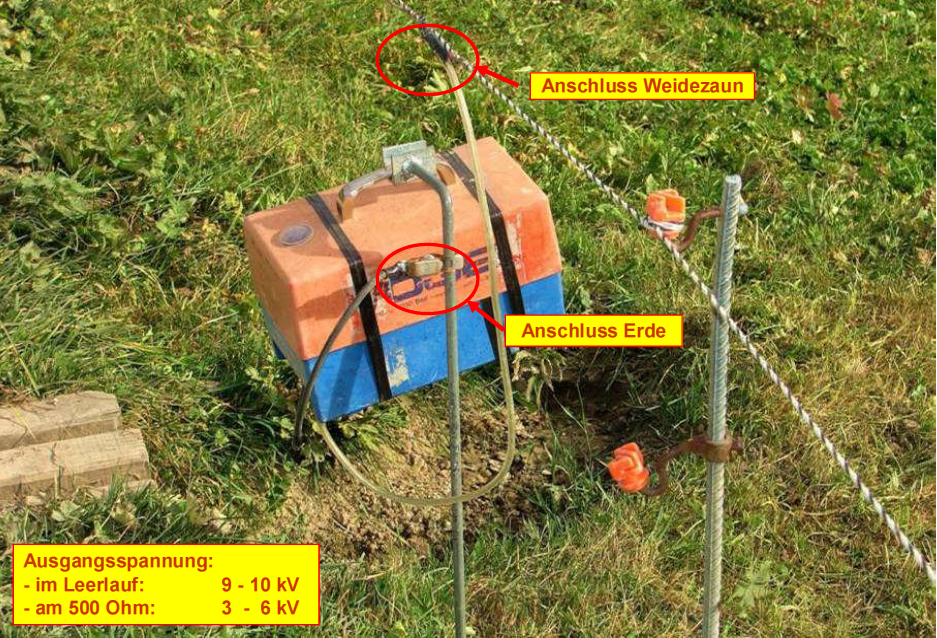 Anschluss Weidezaun
Anschluss Erde
Ausgangsspannung:
- im Leerlauf: 9 - 10 kV
- am 500 Ohm: 3 - 6 kV